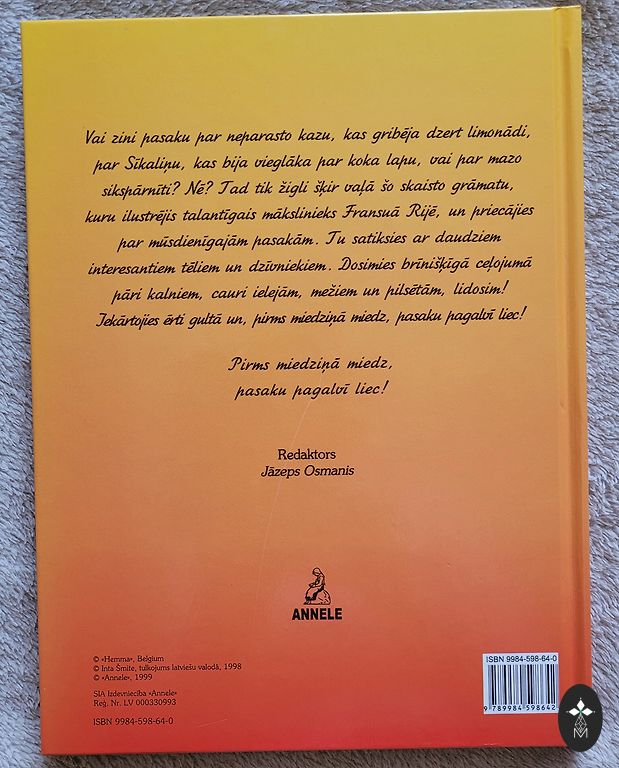 Vai zini pasaku par neparasto kazu, kas gribēja dzert limonādi,
par Sīkaliņu, kas bija vieglāka par koka lapu, vai par mazo
sikspārnīti? Nē? Tad tik žigli šķir vaļā šo skaisto grāmatu,
kuru ilustrējis talantīgais mākslinieks Fransuā Rijē, un priecājies
par mūsdienīgajām pasakām. Tu satiksies ar daudziem
interesantiem tēliem un dzīvniekiem. Dosimies brīnišķīgā ceļojumā
pāri kalniem, cauri ielejām, mežiem un pilsētām, lidosim!
Iekārtojies ērti gultā un, pirms miedziņā miedz, pasaku pagalvī liec!
Pirms miedziņā miedz,
pasaku pagalvī liec!
Redaktors
Jāzeps Osmanis
ANNELE
© «Hemma», Belgium
© Inta Šmite, tulkojums latviešu valodā, 1998
© «Annele», 1999
SIA Izdevniecība «Annele»
Reģ. Nr. LV 000330993
ISBN 9984-598-64-0
ISBN 9984-598-64-0
9 789984 598642
M